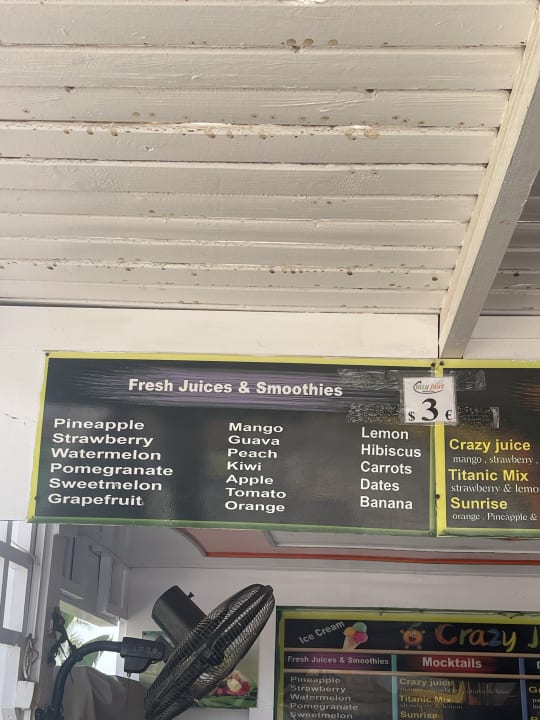 Fresh Juices & Smoothies
Crazy juice
$ 3 €
Pineapple
Strawberry
Watermelon
Pomegranate
Sweetmelon
Grapefruit
Mango
Guava
Peach
Kiwi
Apple
Tomato
Orange
Lemon
Hibiscus
Carrots
Dates
Banana
Crazy juice
mango , strawberry ,
Titanic Mix
strawberry & lemo
Sunrise
orange , Pineapple &
Ice Cream
Crazy J
Fresh Juices & Smoothies
Pineapple
Strawberry
Watermelon
Pomegranate
Sweetmelon
Mocktails
Crazy juice
Titanic Mix
Sunrise